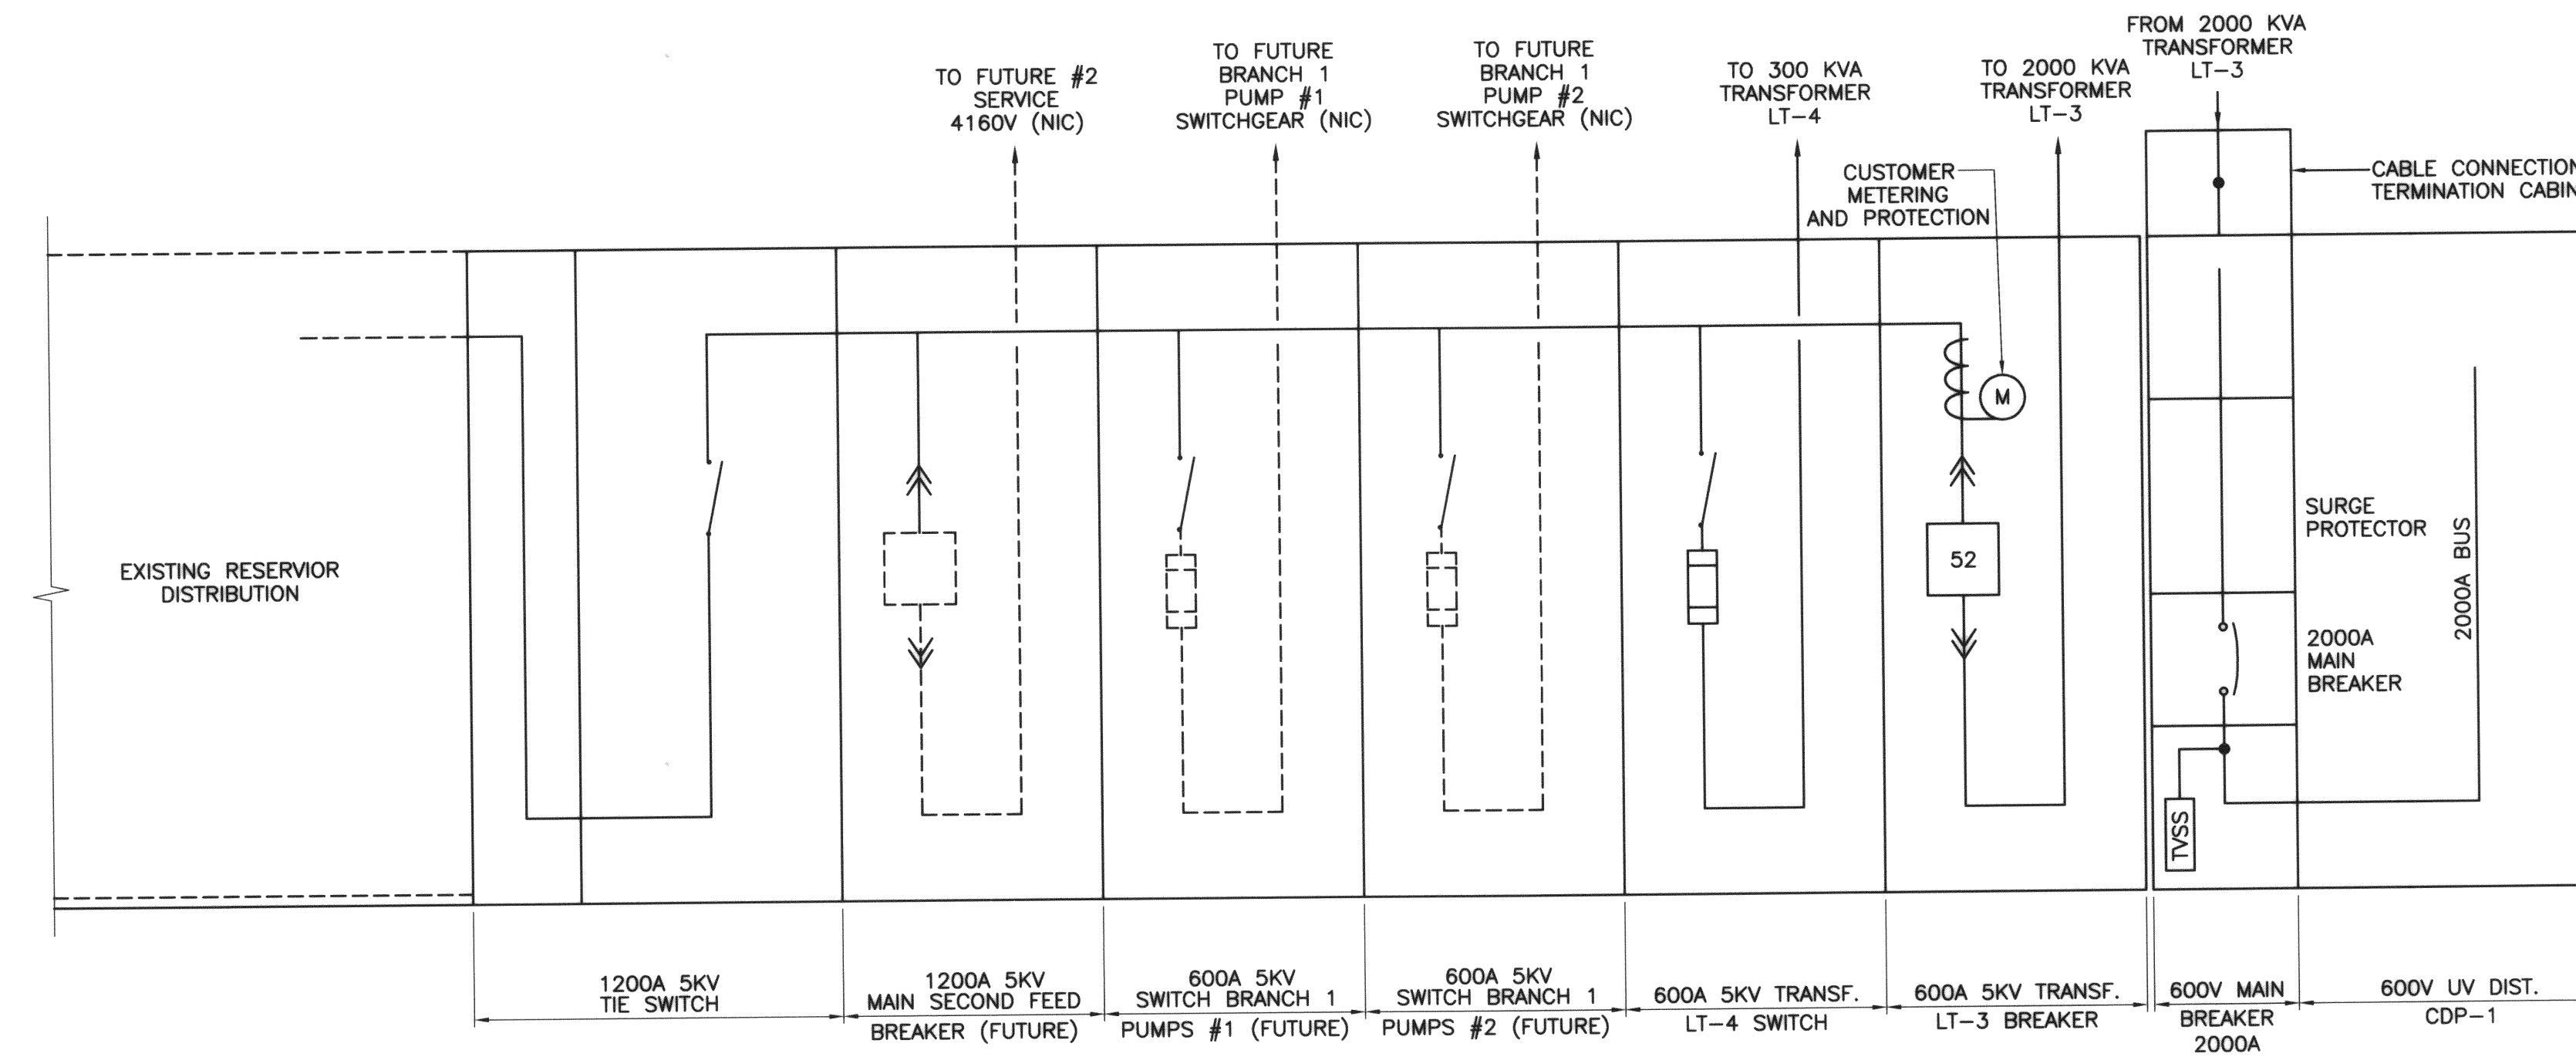 FROM 2000 KVA
TRANSFORMER
LT-3
TO FUTURE #2
SERVICE
4160V (NIC)
TO FUTURE
BRANCH 1
PUMP #1
SWITCHGEAR (NIC)
TO FUTURE
BRANCH 1
PUMP #2
SWITCHGEAR (NIC)
TO 300 KVA
TRANSFORMER
LT-4
TO 2000 KVA
TRANSFORMER
LT-3
CUSTOMER
METERING
AND PROTECTION
CABLE CONNECTION
TERMINATION CABIN
M
52
EXISTING RESERVIOR
DISTRIBUTION
SURGE
PROTECTOR
2000A
MAIN
BREAKER
2000A BUS
TVSS
1200A 5KV
TIE SWITCH
1200A 5KV
MAIN SECOND FEED
BREAKER (FUTURE)
600A 5KV
SWITCH BRANCH 1
PUMPS #1 (FUTURE)
600A 5KV
SWITCH BRANCH 1
PUMPS #2 (FUTURE)
600A 5KV TRANSF.
LT-4 SWITCH
600A 5KV TRANSF.
LT-3 BREAKER
600V MAIN
BREAKER
2000A
600V UV DIST.
CDP-1